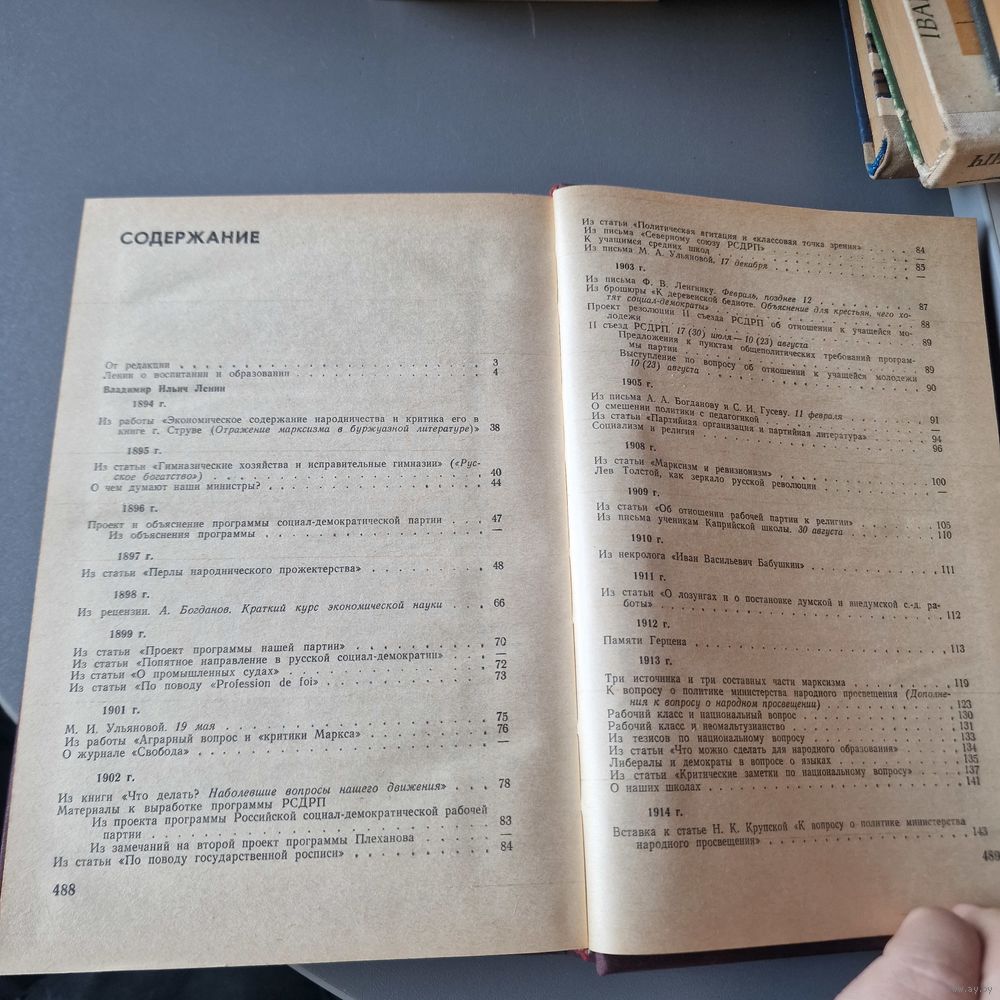 СОДЕРЖАНИЕ
От редакции . . . 3
Ленин о воспитании и образовании . . . 4
Владимир Ильич Ленин
1894 г.
Из работы «Экономическое содержание народничества и критика его в
книге г. Струве (Отражение марксизма в буржуазной литературе)» 38
1895 г.
Из статьи «Гимназические хозяйства и исправительные гимназии» («Рус-
ское богатство») . . . 40
О чем думают наши министры? . . . 44
1896 г.
Проект и объяснение программы социал-демократической партии . . . 47
Из объяснения программы . . . —
1897 г.
Из статьи «Перлы народнического прожектерства» . . . 48
1898 г.
Из рецензии. А. Богданов. Краткий курс экономической науки . . . 66
1899 г.
Из статьи «Проект программы нашей партии» . . . 70
Из статьи «Попятное направление в русской социал-демократии» . . . —
Из статьи «О промышленных судах» . . . 72
Из статьи «По поводу «Profession de foi» . . . 73
1901 г.
М. И. Ульяновой. 19 мая . . . 75
Из работы «Аграрный вопрос и «критики Маркса» . . . 76
О журнале «Свобода» . . .
1902 г.
Из книги «Что делать? Наболевшие вопросы нашего движения» . . . 78
Материалы к выработке программы РСДРП
Из проекта программы Российской социал-демократической рабочей
партии . . . 83
Из замечаний на второй проект программы Плеханова . . . —
Из статьи «По поводу государственной росписи» . . . 84
488
Из статьи «Политическая агитация и «классовая точка зрения» . . . 84
Из письма «Северному союзу РСДРП» . . .
К учащимся средних школ . . . —
Из письма М. А. Ульяновой. 17 декабря . . . 85
1903 г.
Из письма Ф. В. Ленгнику. Февраль, позднее 12 . . . 87
Из брошюры «К деревенской бедноте. Объяснение для крестьян, чего хо-
тят социал-демократы» . . . 88
Проект резолюции II съезда РСДРП об отношении к учащейся мо-
лодежи . . . 89
II съезд РСДРП. 17 (30) июля — 10 (23) августа
Предложения к пунктам общеполитических требований програм-
мы партии . . . 89
Выступление по вопросу об отношении к учащейся молодежи
10 (23) августа . . . 90
1905 г.
Из письма А. А. Богданову и С. И. Гусеву. 11 февраля . . . 91
О смешении политики с педагогикой . . . —
Из статьи «Партийная организация и партийная литература» . . . 94
Социализм и религия . . . 96
1908 г.
Из статьи «Марксизм и ревизионизм» . . . 100
Лев Толстой, как зеркало русской революции . . . —
1909 г.
Из статьи «Об отношении рабочей партии к религии» . . . 105
Из письма ученикам Каприйской школы. 30 августа . . . 110
1910 г.
Из некролога «Иван Васильевич Бабушкин» . . . 111
1911 г.
Из статьи «О лозунгах и о постановке думской и внедумской с.-д. ра-
боты» . . . 112
1912 г.
Памяти Герцена . . . 113
1913 г.
Три источника и три составных части марксизма . . . 119
К вопросу о политике министерства народного просвещения (Дополне-
ния к вопросу о народном просвещении) . . . 123
Рабочий класс и национальный вопрос . . . 130
Рабочий класс и неомальтузианство . . . 131
Из тезисов по национальному вопросу . . . 133
Из статьи «Что можно сделать для народного образования» . . . 134
Либералы и демократы в вопросе о языках . . . 135
Из статьи «Критические заметки по национальному вопросу» . . . 137
О наших школах . . . 141
1914 г.
Вставка к статье Н. К. Крупской «К вопросу о политике министерства
народного просвещения» . . . 143
489
ІВА
www.ay.by